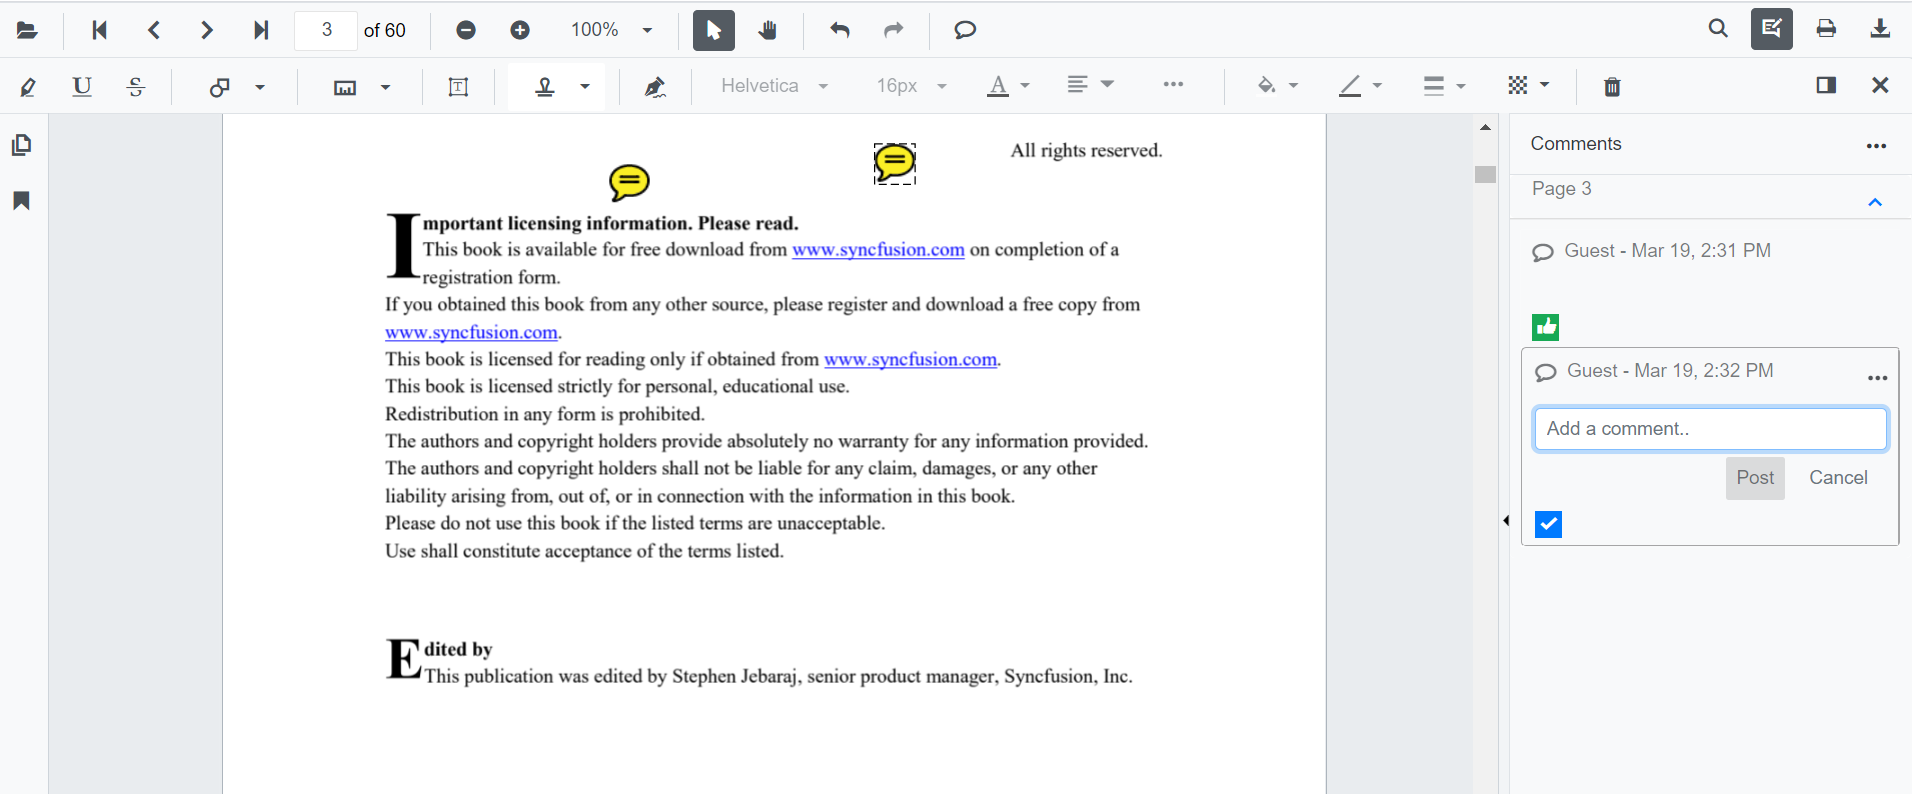 3 of 60 100%
U S T Helvetica 16px A
All rights reserved.
Important licensing information. Please read.
This book is available for free download from www.syncfusion.com on completion of a
registration form.
If you obtained this book from any other source, please register and download a free copy from
www.syncfusion.com.
This book is licensed for reading only if obtained from www.syncfusion.com.
This book is licensed strictly for personal, educational use.
Redistribution in any form is prohibited.
The authors and copyright holders provide absolutely no warranty for any information provided.
The authors and copyright holders shall not be liable for any claim, damages, or any other
liability arising from, out of, or in connection with the information in this book.
Please do not use this book if the listed terms are unacceptable.
Use shall constitute acceptance of the terms listed.
Edited by
This publication was edited by Stephen Jebaraj, senior product manager, Syncfusion, Inc.
Comments
Page 3
Guest - Mar 19, 2:31 PM
Guest - Mar 19, 2:32 PM
Add a comment..
Post Cancel